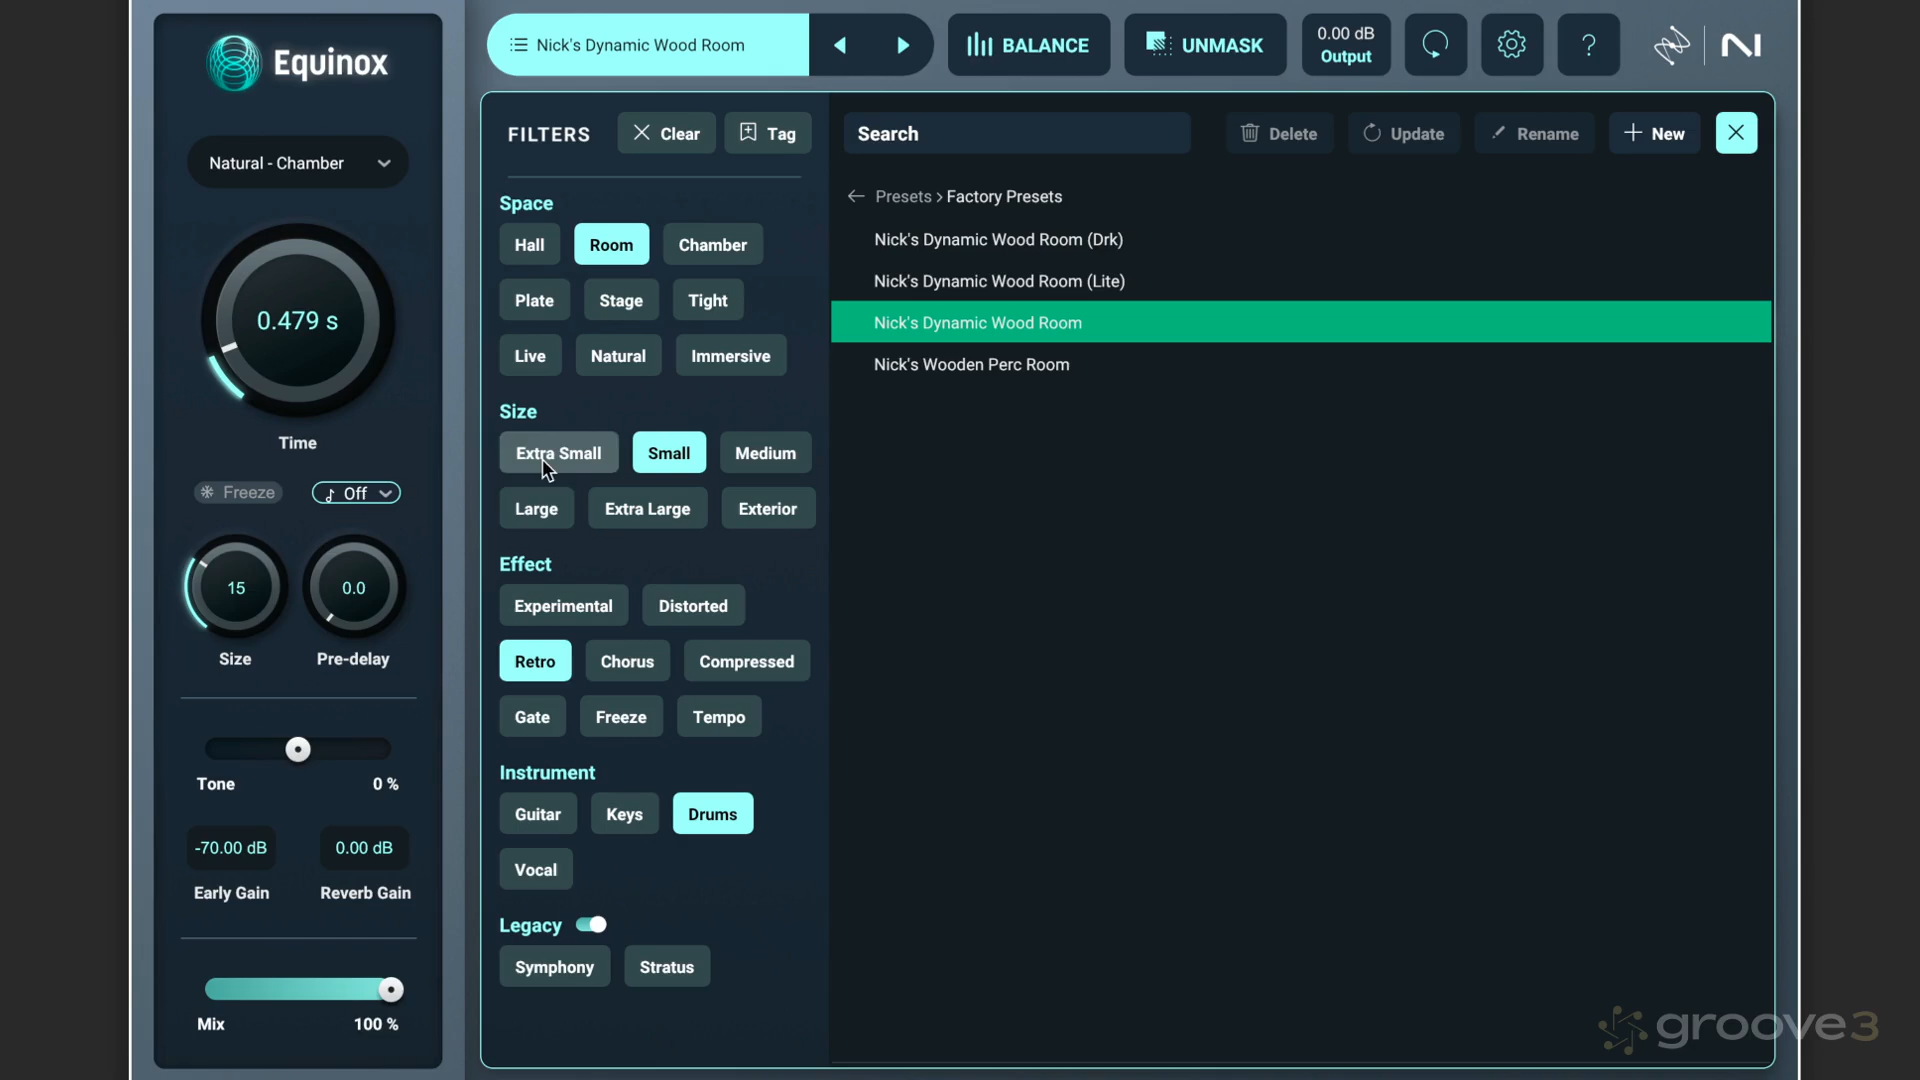 Equinox
Nick's Dynamic Wood Room
BALANCE
UNMASK
0.00 dB
Output
?
Natural - Chamber
0.479 s
Time
Freeze
Off
15
0.0
Size
Pre-delay
Tone
0 %
-70.00 dB
0.00 dB
Early Gain
Reverb Gain
Mix
100 %
FILTERS
Clear
Tag
Space
Hall
Room
Chamber
Plate
Stage
Tight
Live
Natural
Immersive
Size
Extra Small
Small
Medium
Large
Extra Large
Exterior
Effect
Experimental
Distorted
Retro
Chorus
Compressed
Gate
Freeze
Tempo
Instrument
Guitar
Keys
Drums
Vocal
Legacy
Symphony
Stratus
Search
Delete
Update
Rename
New
Presets > Factory Presets
Nick's Dynamic Wood Room (Drk)
Nick's Dynamic Wood Room (Lite)
Nick's Dynamic Wood Room
Nick's Wooden Perc Room
groove3